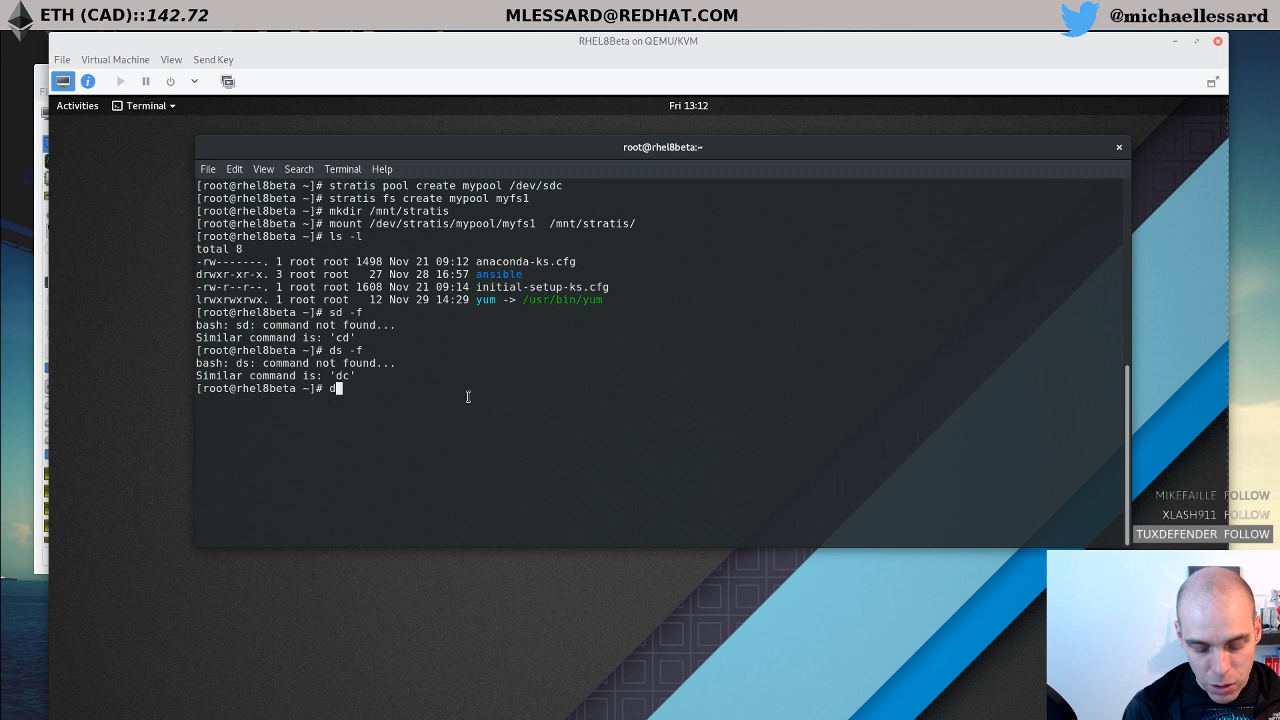 ETH (CAD)::142.72
MLESSARD@REDHAT.COM
@michaellessard
RHEL8Beta on QEMU/KVM
File Virtual Machine View Send Key
Activities Terminal Fri 13:12
root@rhel8beta:~
File Edit View Search Terminal Help
[root@rhel8beta ~]# stratis pool create mypool /dev/sdc
[root@rhel8beta ~]# stratis fs create mypool myfs1
[root@rhel8beta ~]# mkdir /mnt/stratis
[root@rhel8beta ~]# mount /dev/stratis/mypool/myfs1  /mnt/stratis/
[root@rhel8beta ~]# ls -l
total 8
-rw-------. 1 root root 1498 Nov 21 09:12 anaconda-ks.cfg
drwxr-xr-x. 3 root root   27 Nov 28 16:57 ansible
-rw-r--r--. 1 root root 1608 Nov 21 09:14 initial-setup-ks.cfg
lrwxrwxrwx. 1 root root   12 Nov 29 14:29 yum -> /usr/bin/yum
[root@rhel8beta ~]# sd -f
bash: sd: command not found...
Similar command is: 'cd'
[root@rhel8beta ~]# ds -f
bash: ds: command not found...
Similar command is: 'dc'
[root@rhel8beta ~]# d
MIKEFAILLE FOLLOW
XLASH911 FOLLOW
TUXDEFENDER FOLLOW